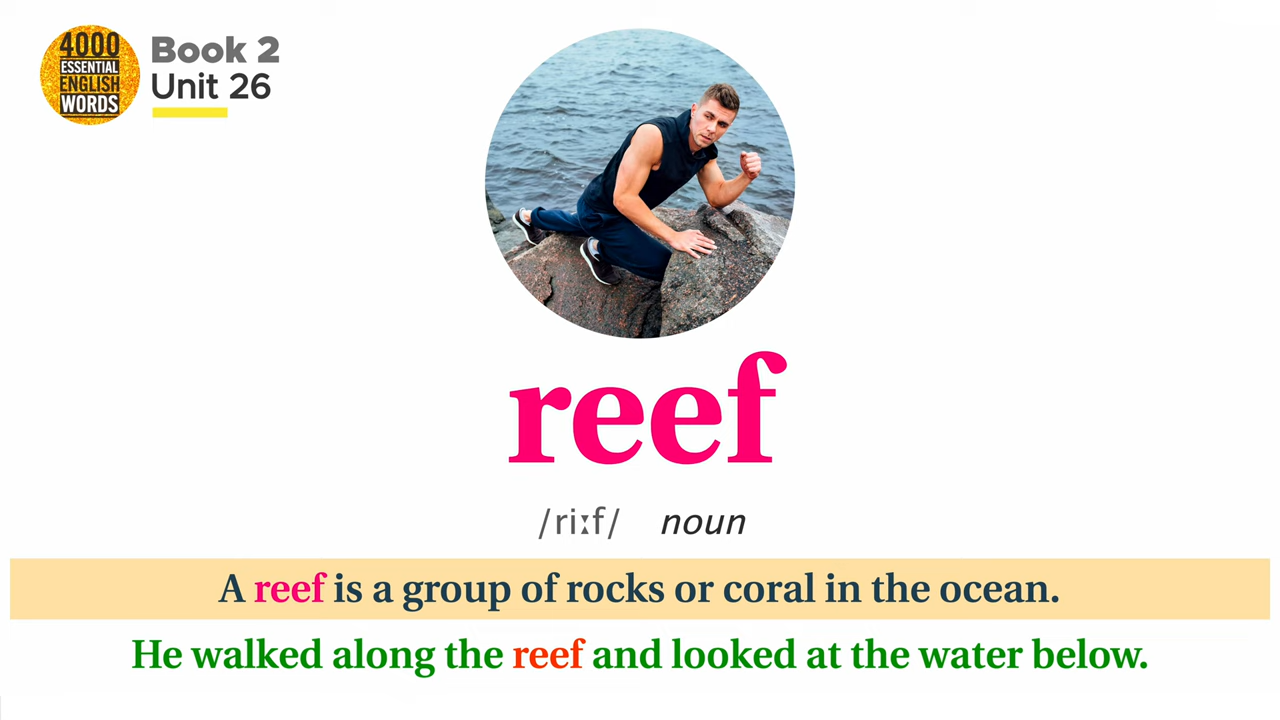 4000
ESSENTIAL
ENGLISH
WORDS
Book 2
Unit 26
reef
/riːf/ noun
A reef is a group of rocks or coral in the ocean.
He walked along the reef and looked at the water below.